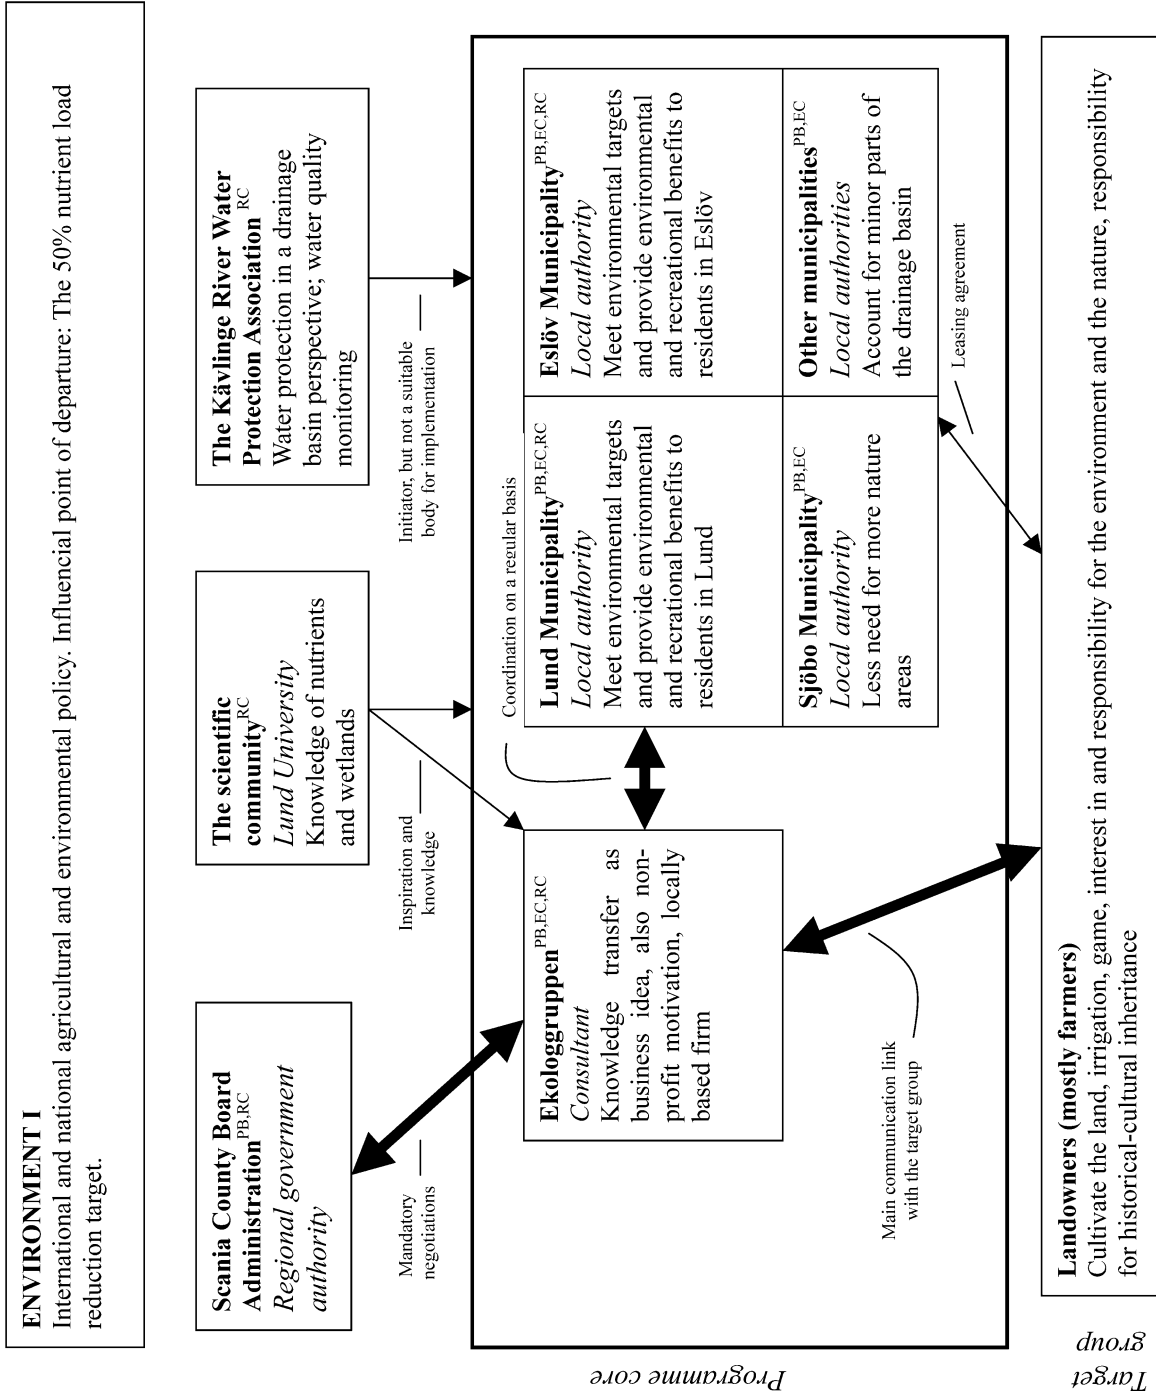 ENVIRONMENT I
International and national agricultural and environmental policy. Influencial point of departure: The 50% nutrient load
reduction target.
Scania County Board
Administration PB,RC
Regional government
authority
The scientific
community RC
Lund University
Knowledge of nutrients
and wetlands
The Kävlinge River Water
Protection Association RC
Water protection in a drainage
basin perspective; water quality
monitoring
Mandatory
negotiations
Inspiration and
knowledge
Initiator, but not a suitable
body for implementation
Programme core
Coordination on a regular basis
Ekologgruppen PB,EC,RC
Consultant
Knowledge transfer as
business idea, also non-
profit motivation, locally
based firm
Lund Municipality PB,EC,RC
Local authority
Meet environmental targets
and provide environmental
and recrational benefits to
residents in Lund
Eslöv Municipality PB,EC,RC
Local authority
Meet environmental targets
and provide environmental
and recreational benefits to
residents in Eslöv
Sjöbo Municipality PB,EC
Local authority
Less need for more nature
areas
Other municipalities PB,EC
Local authorities
Account for minor parts of
the drainage basin
Main communication link
with the target group
Leasing agreement
Target
group
Landowners (mostly farmers)
Cultivate the land, irrigation, game, interest in and responsibility for the environment and the nature, responsibility
for historical-cultural inheritance